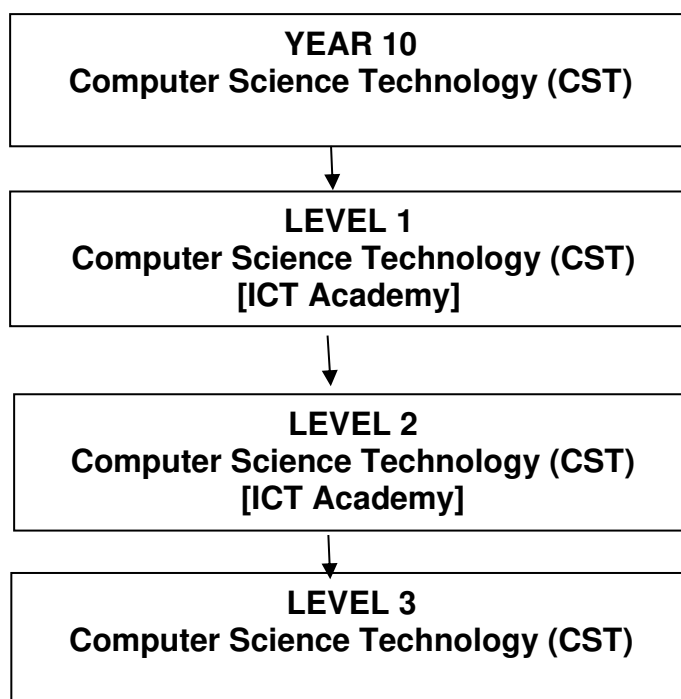 YEAR 10
Computer Science Technology (CST)
LEVEL 1
Computer Science Technology (CST)
[ICT Academy]
LEVEL 2
Computer Science Technology (CST)
[ICT Academy]
LEVEL 3
Computer Science Technology (CST)